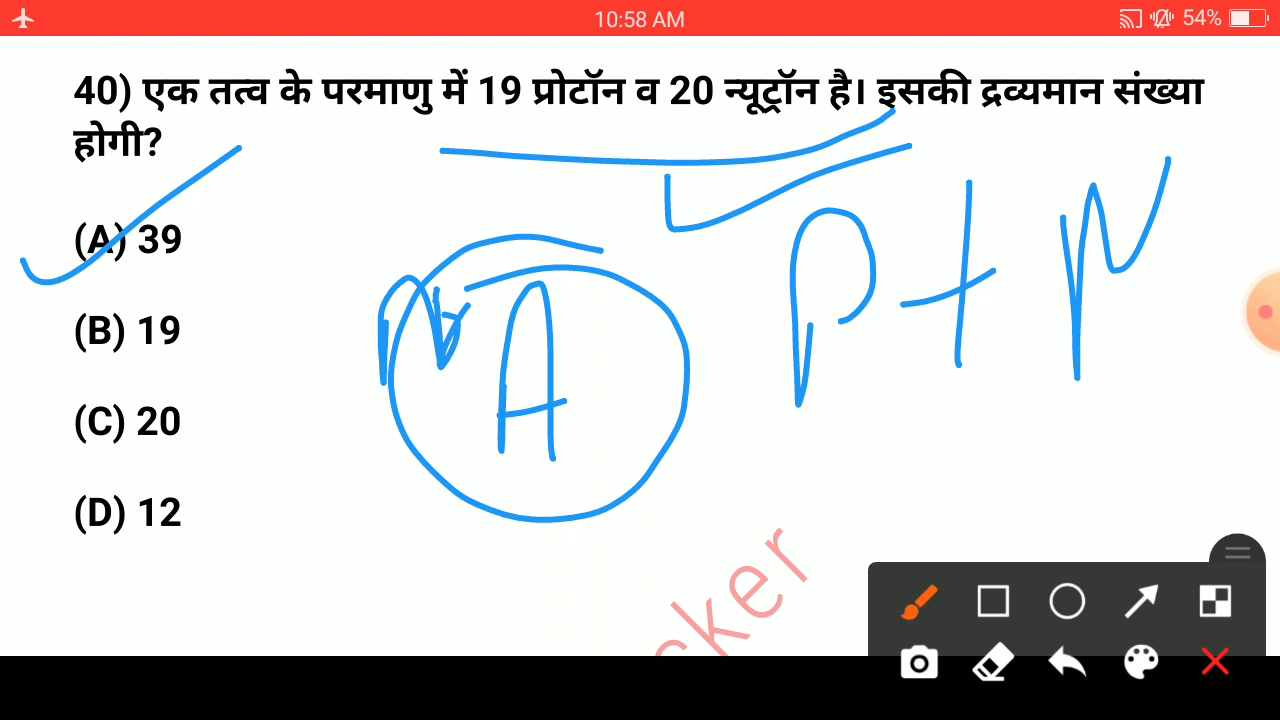 10:58 AM
54%
40) एक तत्व के परमाणु में 19 प्रोटॉन व 20 न्यूट्रॉन है। इसकी द्रव्यमान संख्या
होगी?
(A) 39
(B) 19
(C) 20
(D) 12
A
P + N